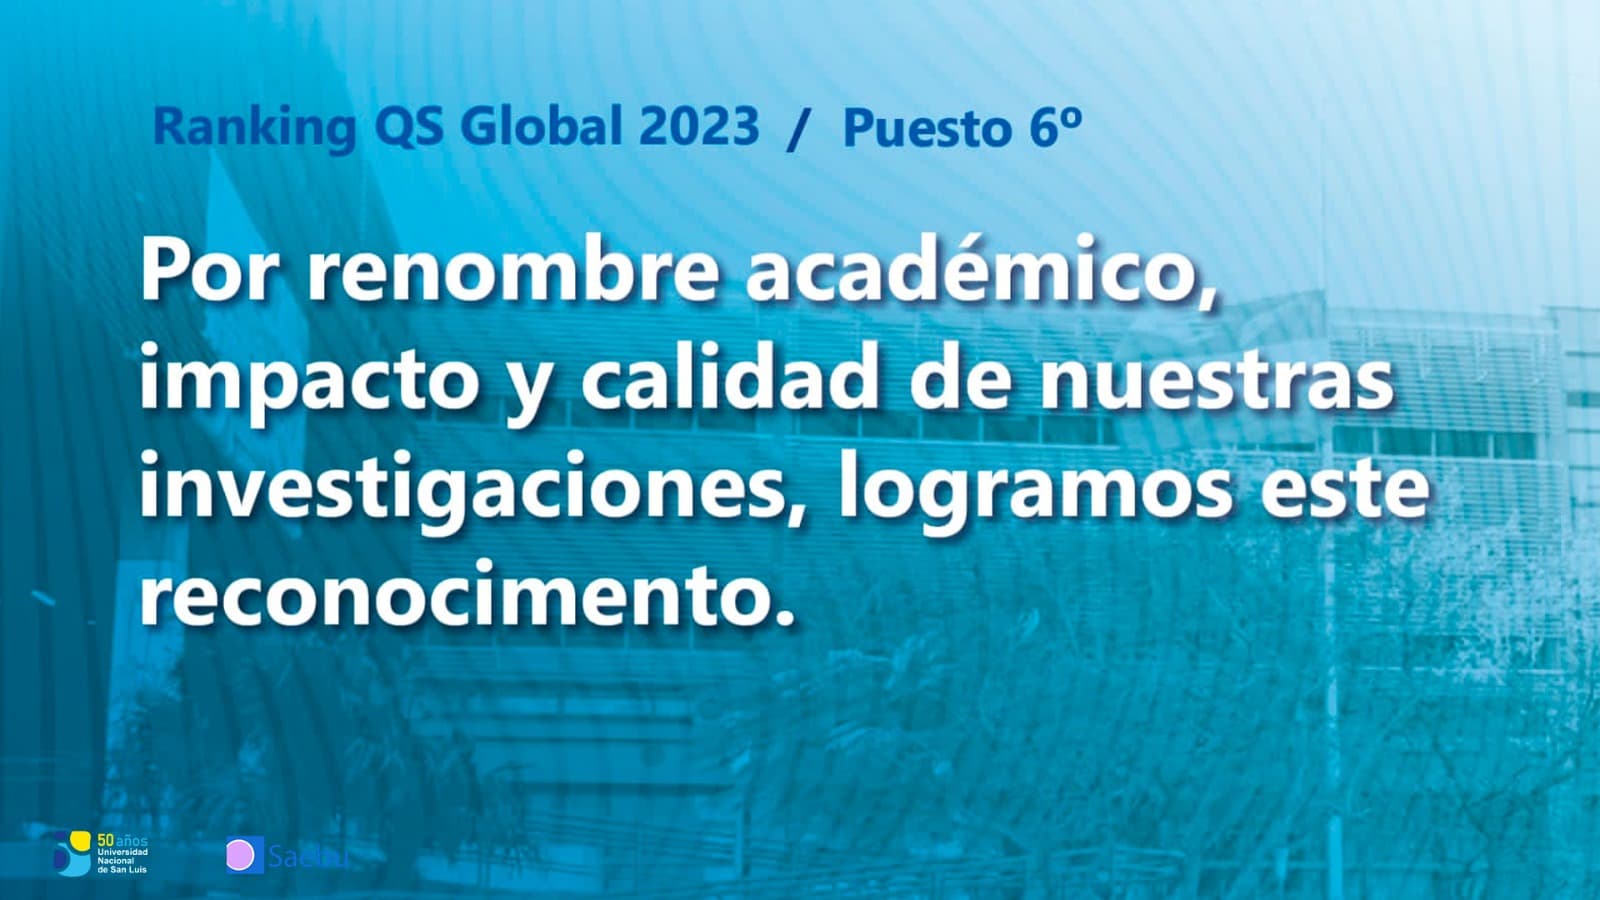 Ranking QS Global 2023 / Puesto 6º
Por renombre académico,
impacto y calidad de nuestras
investigaciones, logramos este
reconocimento.
50 años
Universidad
Nacional
de San Luis